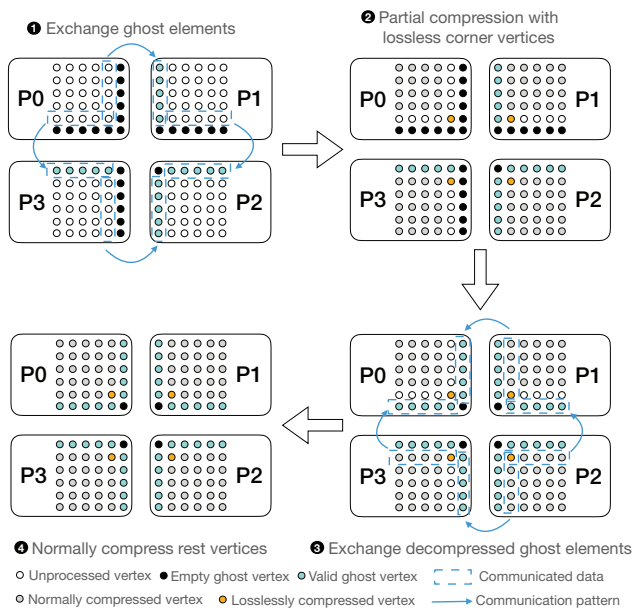 ❶ Exchange ghost elements
❷ Partial compression with
lossless corner vertices
P0
P1
P3
P2
P0
P1
P3
P2
P0
P1
P3
P2
P0
P1
P3
P2
❹ Normally compress rest vertices
❸ Exchange decompressed ghost elements
Unprocessed vertex
Empty ghost vertex
Valid ghost vertex
Communicated data
Normally compressed vertex
Losslessly compressed vertex
Communication pattern